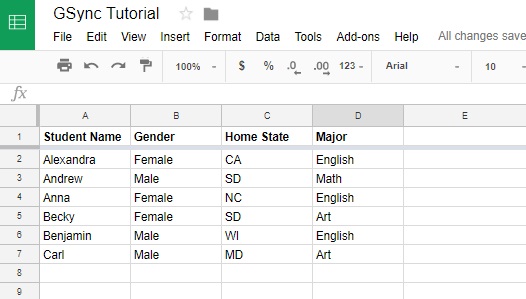 GSync Tutorial
File Edit View Insert Format Data Tools Add-ons Help All changes save
100% $ % .0 .00 123 Arial 10
fx
A B C D E
1 Student Name Gender Home State Major
2 Alexandra Female CA English
3 Andrew Male SD Math
4 Anna Female NC English
5 Becky Female SD Art
6 Benjamin Male WI English
7 Carl Male MD Art
8
9